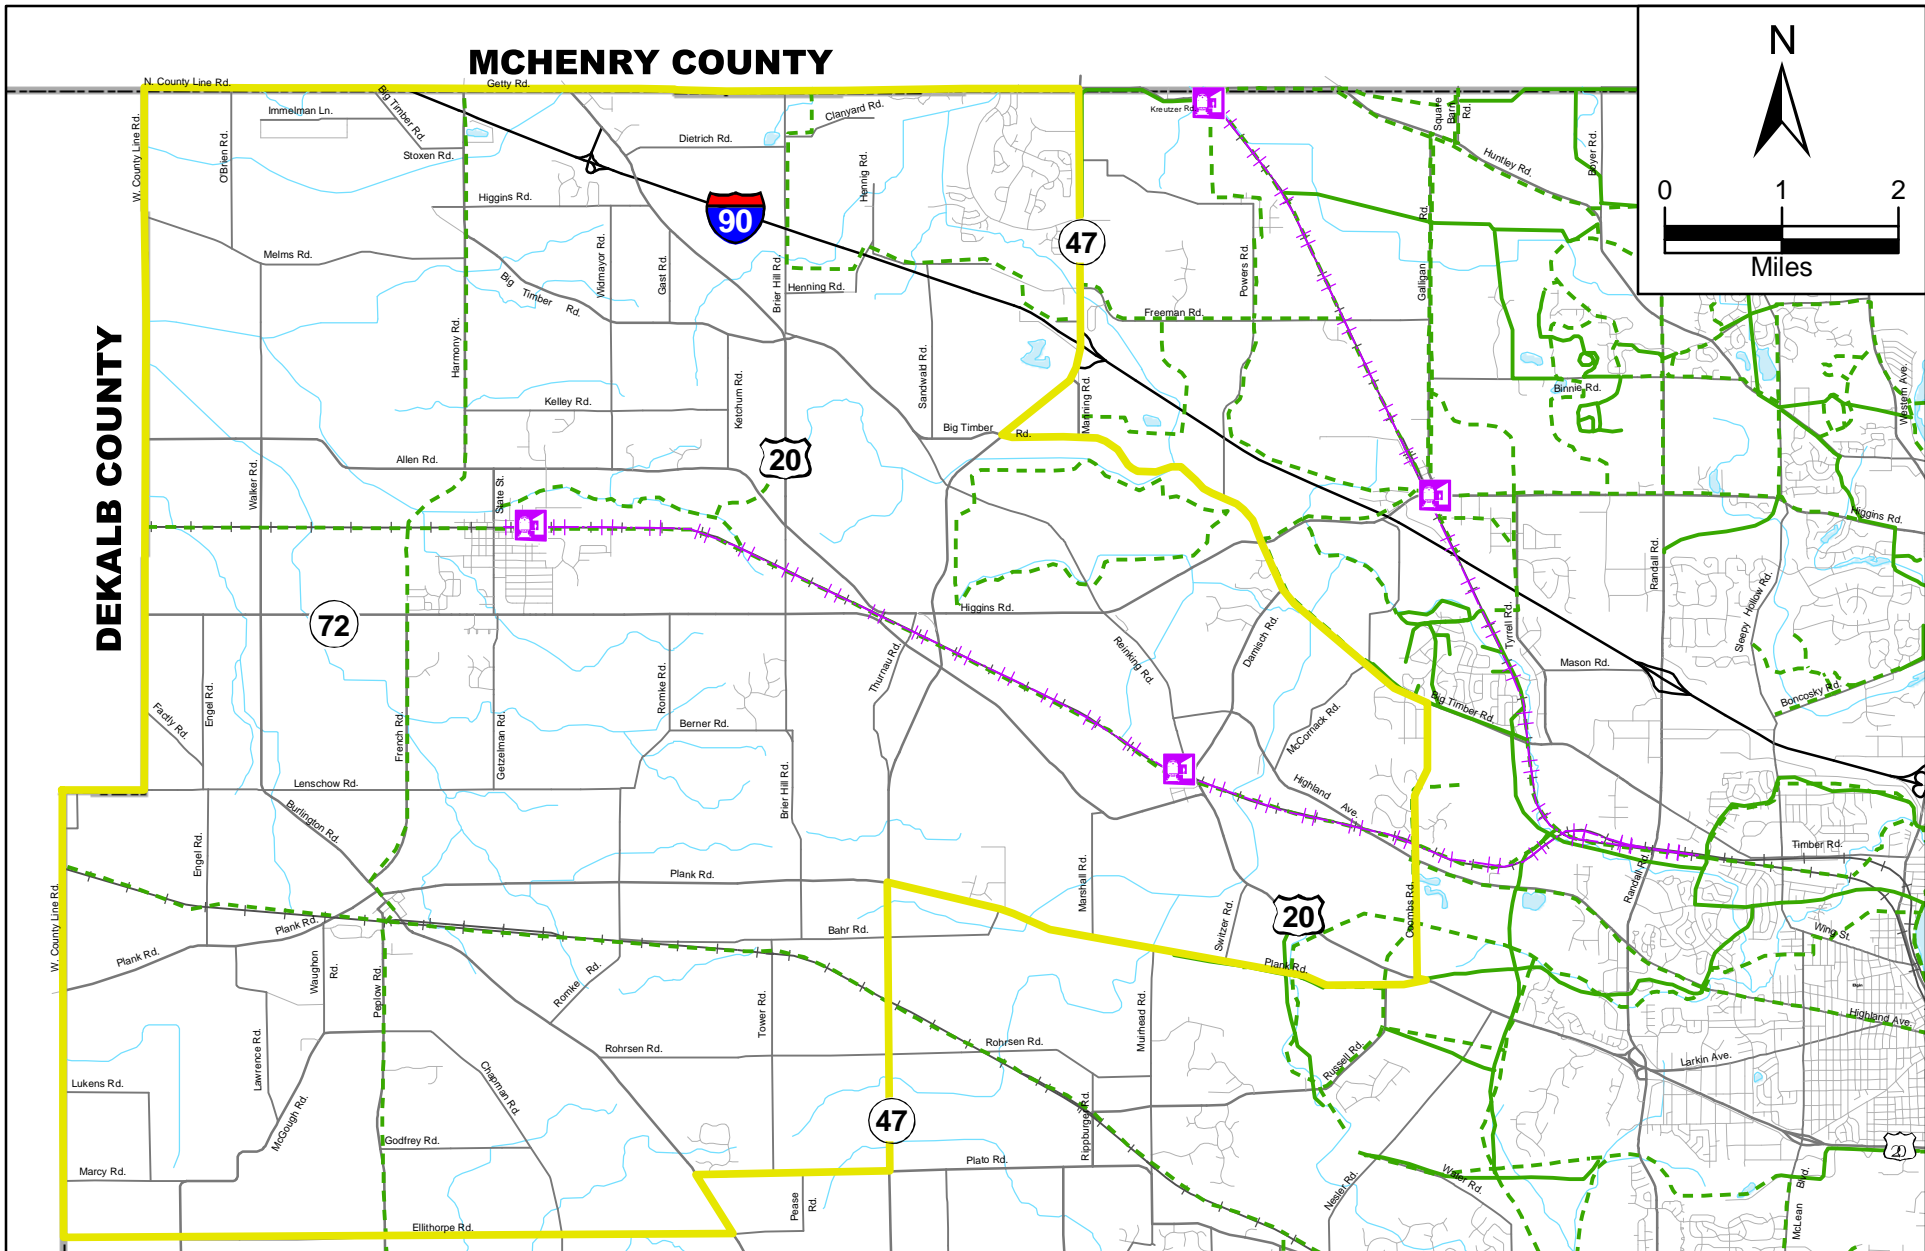 MCHENRY COUNTY
N
0 1 2
Miles
N. County Line Rd.
Getty Rd.
Big Timber Rd.
Immelman Ln.
Clanyard Rd.
Kreutzer Rd.
Square
Barn
Rd.
W. County Line Rd.
O'Brien Rd.
Stoxen Rd.
Dietrich Rd.
Hennig Rd.
Huntley Rd.
Boyer Rd.
Higgins Rd.
90
47
Galligan Rd.
Melms Rd.
Widmayor Rd.
Gast Rd.
Brier Hill Rd.
Powers Rd.
Big Timber Rd.
Henning Rd.
Freeman Rd.
Harmony Rd.
DEKALB COUNTY
Sandwald Rd.
Ketchum Rd.
Manning Rd.
Binnie Rd.
Western Ave.
Kelley Rd.
Big Timber Rd.
Allen Rd.
20
Walker Rd.
State St.
Higgins Rd.
Randall Rd.
Sleepy Hollow Rd.
72
Higgins Rd.
Tyrrell Rd.
Damisch Rd.
Reinking Rd.
Thurnau Rd.
Mason Rd.
Engel Rd.
Factly Rd.
French Rd.
Getzelman Rd.
Romke Rd.
Berner Rd.
McCornack Rd.
Big Timber Rd.
Boncosky Rd.
Lenschow Rd.
Burlington Rd.
Brier Hill Rd.
Highland Ave.
Engel Rd.
Timber Rd.
Plank Rd.
Marshall Rd.
Randall Rd.
Coombs Rd.
W. County Line Rd.
Plank Rd.
Bahr Rd.
Switzer Rd.
20
Wing St.
Plank Rd.
Waughon
Rd.
Peplow Rd.
Romke Rd.
Plank Rd.
Tower Rd.
Muirhead Rd.
Highland Ave.
Lawrence Rd.
Rohrsen Rd.
Rohrsen Rd.
Russell Rd.
Larkin Ave.
Lukens Rd.
McGough Rd.
Chapman Rd.
47
Rippburger Rd.
Godfrey Rd.
20
Marcy Rd.
Plato Rd.
Nesler Rd.
Water Rd.
McLean Blvd.
Pease
Rd.
Ellithorpe Rd.